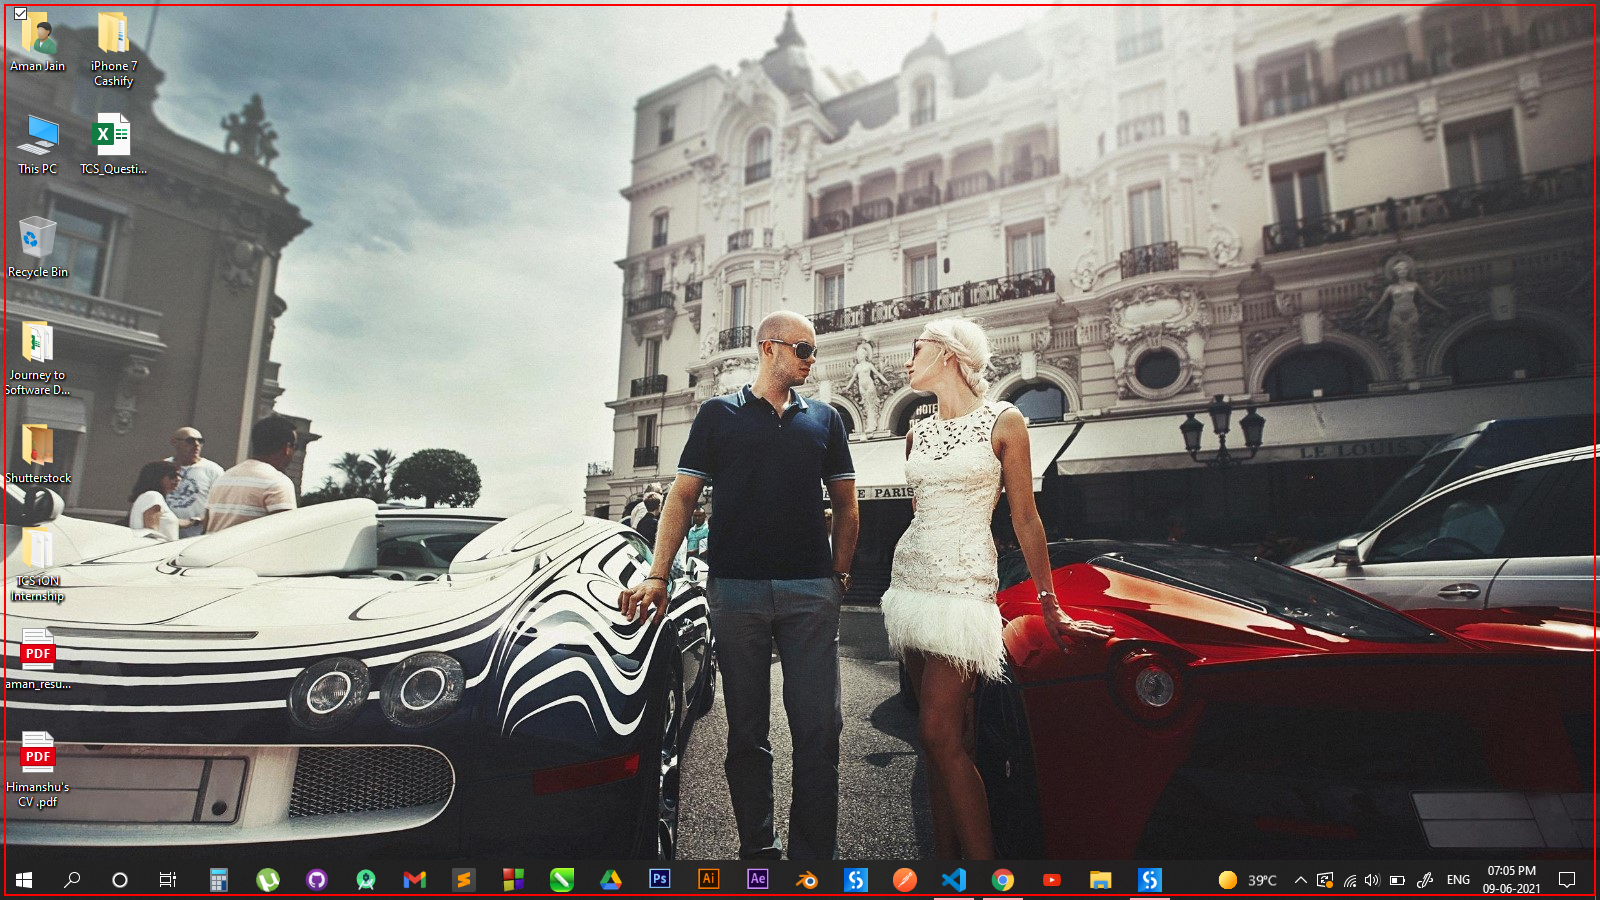 Aman Jain
iPhone 7
Cashify
This PC
TCS_Questi...
X
Recycle Bin
Journey to
Software D...
Shutterstock
TCS iON
Internship
PDF
aman_resu...
PDF
Himanshu's
CV .pdf
HOTEL
DE PARIS
LE LOUIS
Ps
Ai
Ae
39°C
ENG
07:05 PM
09-06-2021